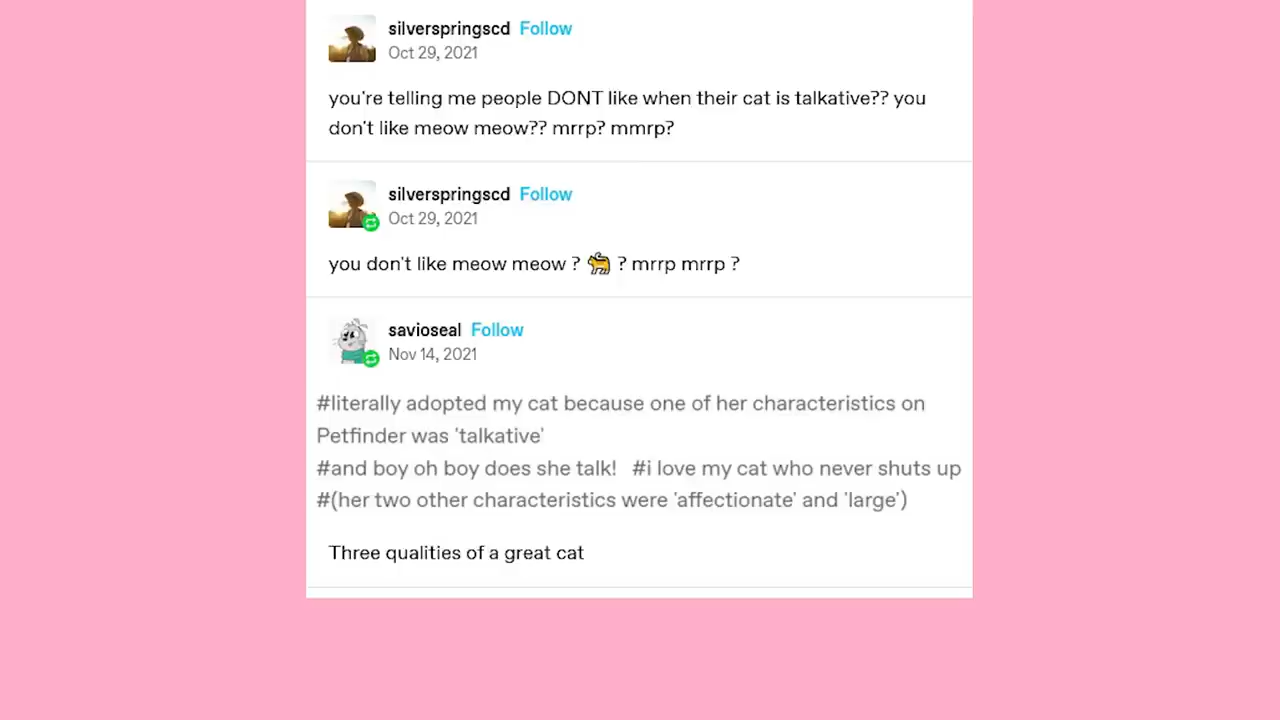 silverspringscd Follow
Oct 29, 2021
you're telling me people DONT like when their cat is talkative?? you
don't like meow meow?? mrrp? mmrp?
silverspringscd Follow
Oct 29, 2021
you don't like meow meow ? 🐈 ? mrrp mrrp ?
savioseal Follow
Nov 14, 2021
#literally adopted my cat because one of her characteristics on
Petfinder was 'talkative'
#and boy oh boy does she talk! #i love my cat who never shuts up
#(her two other characteristics were 'affectionate' and 'large')
Three qualities of a great cat